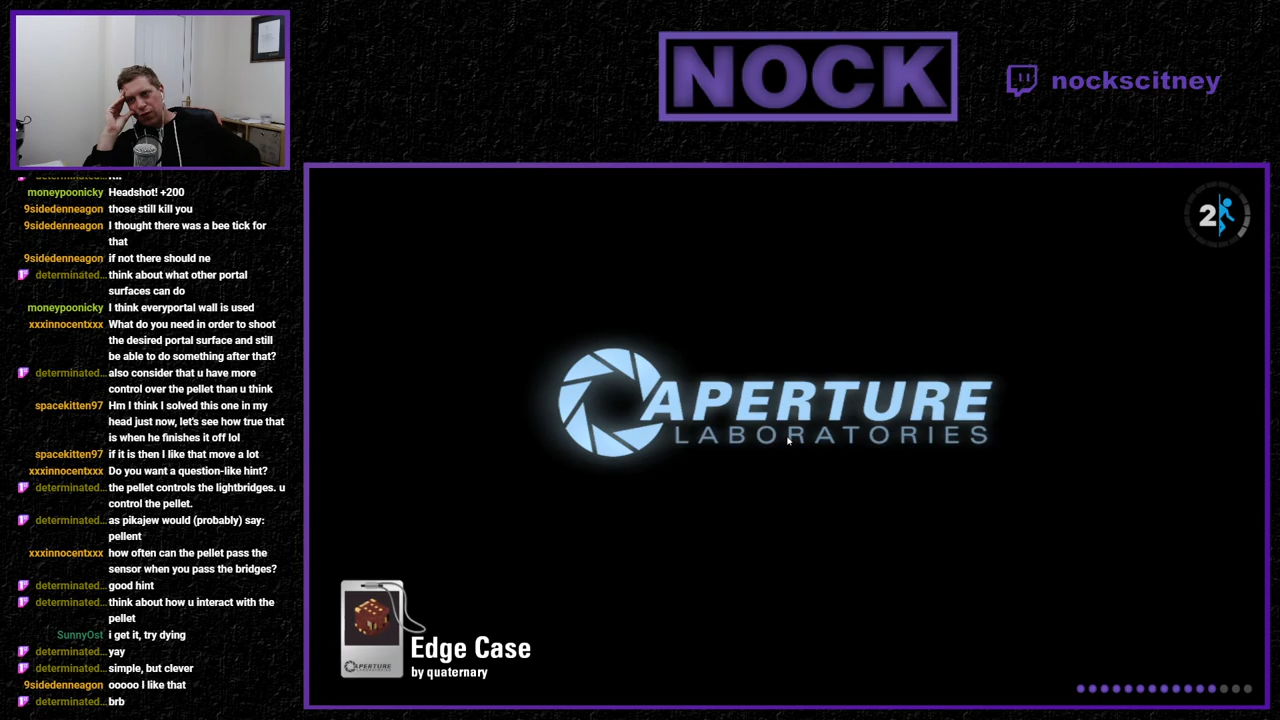 NOCK
nockscitney
moneypoonicky Headshot! +200
9sidedenneagon those still kill you
9sidedenneagon I thought there was a bee tick for
that
9sidedenneagon if not there should ne
determinated... think about what other portal
surfaces can do
moneypoonicky I think everyportal wall is used
xxxinnocentxxx What do you need in order to shoot
the desired portal surface and still
be able to do something after that?
determinated... also consider that u have more
control over the pellet than u think
spacekitten97 Hm I think I solved this one in my
head just now, let's see how true that
is when he finishes it off lol
spacekitten97 if it is then I like that move a lot
xxxinnocentxxx Do you want a question-like hint?
determinated... the pellet controls the lightbridges. u
control the pellet.
determinated... as pikajew would (probably) say:
pellent
xxxinnocentxxx how often can the pellet pass the
sensor when you pass the bridges?
determinated... good hint
determinated... think about how u interact with the
pellet
SunnyOst i get it, try dying
determinated... yay
determinated... simple, but clever
9sidedenneagon ooooo I like that
determinated... brb
2
APERTURE
LABORATORIES
APERTURE
Edge Case
by quaternary